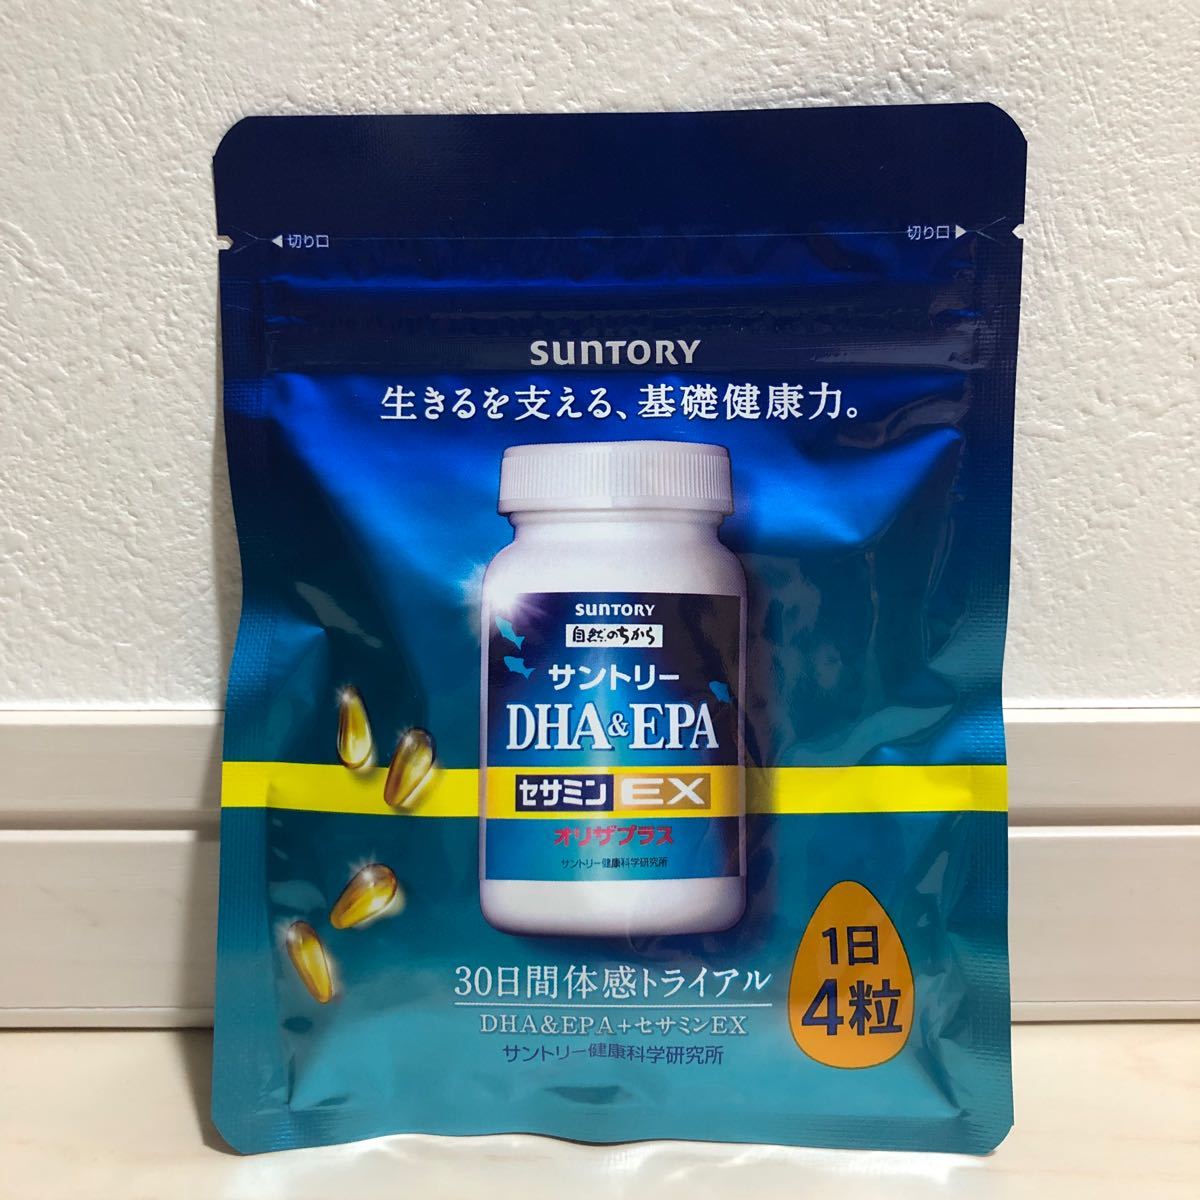 切り口
切り口
SUNTORY
生きるを支える、基礎健康力。
SUNTORY
自然のちから
サントリー
DHA&EPA
セサミンEX
オリザプラス
サントリー健康科学研究所
1日
4粒
30日間体感トライアル
DHA&EPA+セサミンEX
サントリー健康科学研究所